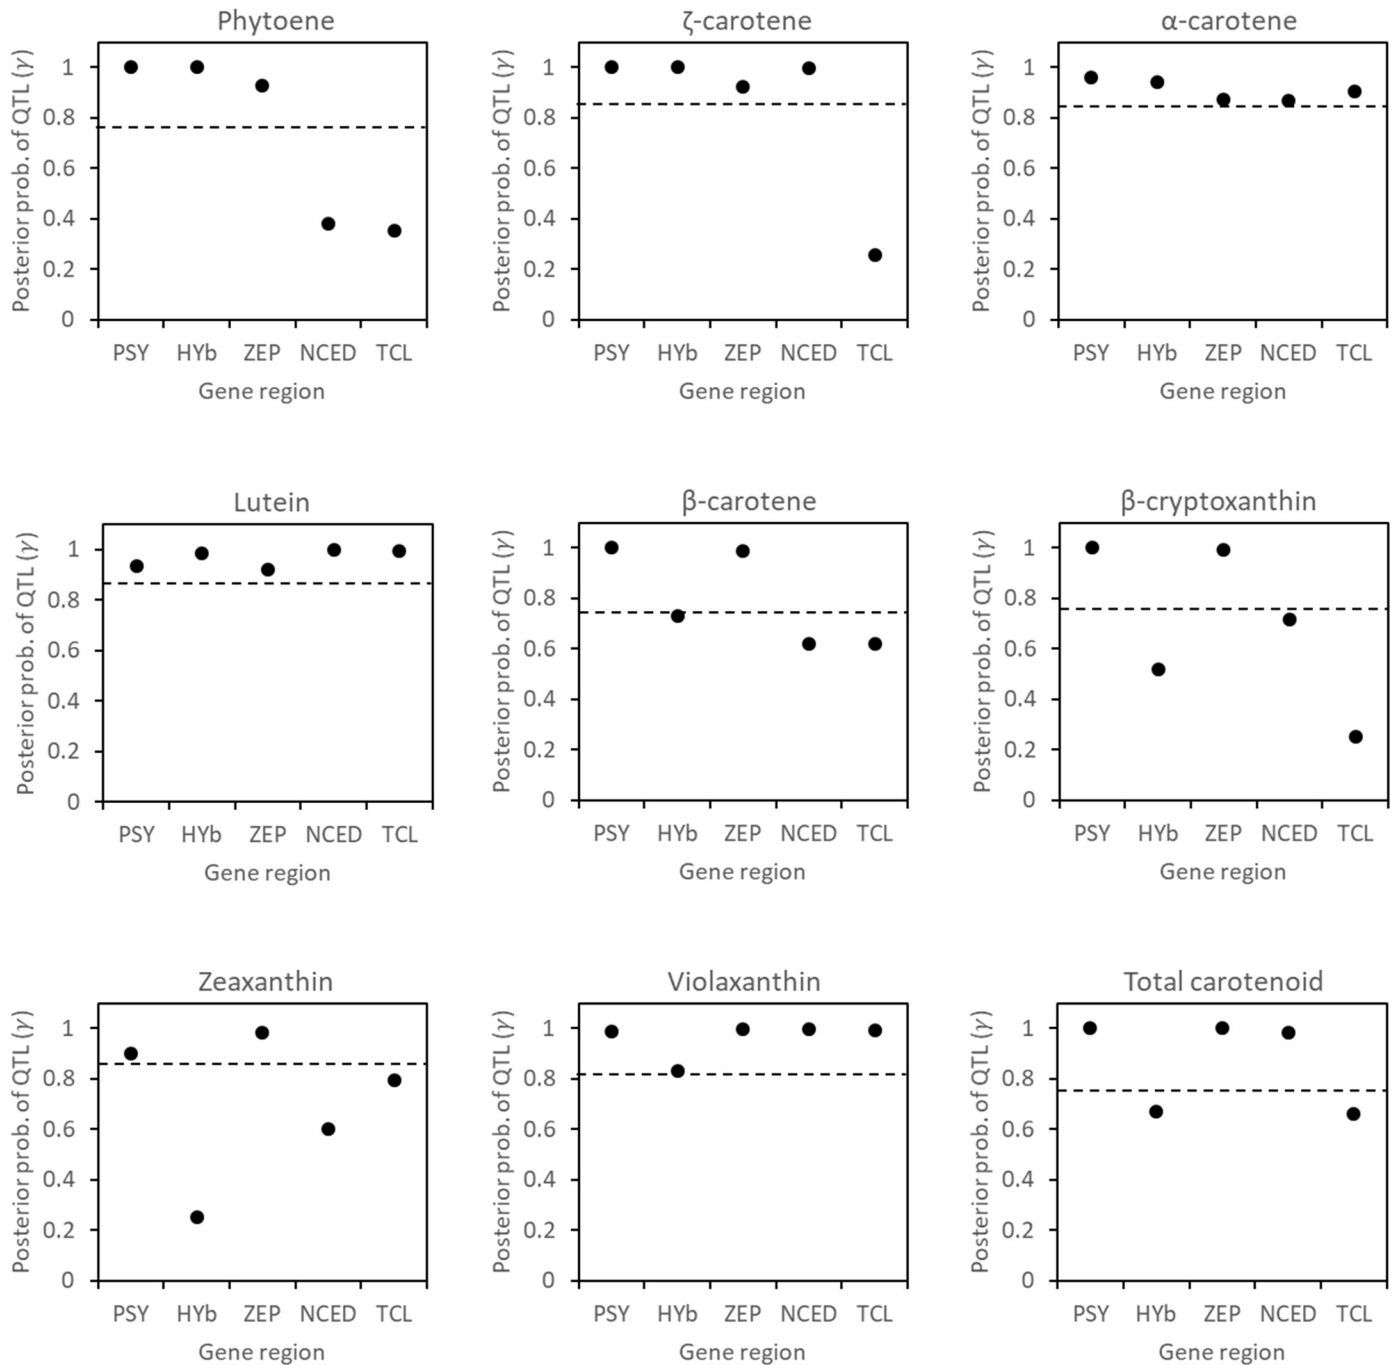 Phytoene
Posterior prob. of QTL (γ)
1
0.8
0.6
0.4
0.2
0
PSY HYb ZEP NCED TCL
Gene region
ζ-carotene
Posterior prob. of QTL (γ)
1
0.8
0.6
0.4
0.2
0
PSY HYb ZEP NCED TCL
Gene region
α-carotene
Posterior prob. of QTL (γ)
1
0.8
0.6
0.4
0.2
0
PSY HYb ZEP NCED TCL
Gene region
Lutein
Posterior prob. of QTL (γ)
1
0.8
0.6
0.4
0.2
0
PSY HYb ZEP NCED TCL
Gene region
β-carotene
Posterior prob. of QTL (γ)
1
0.8
0.6
0.4
0.2
0
PSY HYb ZEP NCED TCL
Gene region
β-cryptoxanthin
Posterior prob. of QTL (γ)
1
0.8
0.6
0.4
0.2
0
PSY HYb ZEP NCED TCL
Gene region
Zeaxanthin
Posterior prob. of QTL (γ)
1
0.8
0.6
0.4
0.2
0
PSY HYb ZEP NCED TCL
Gene region
Violaxanthin
Posterior prob. of QTL (γ)
1
0.8
0.6
0.4
0.2
0
PSY HYb ZEP NCED TCL
Gene region
Total carotenoid
Posterior prob. of QTL (γ)
1
0.8
0.6
0.4
0.2
0
PSY HYb ZEP NCED TCL
Gene region